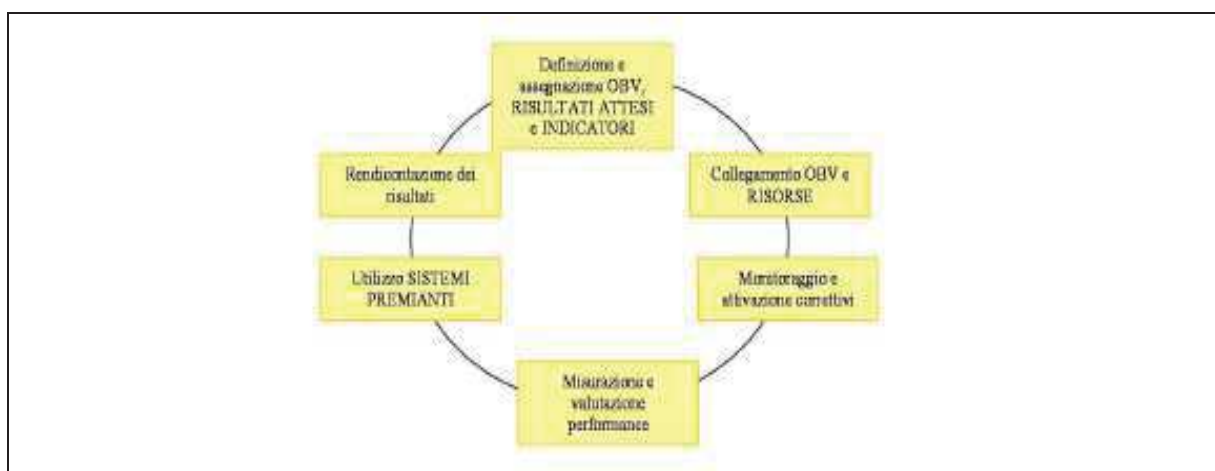 Definizione e
assegnazione OBV,
RISULTATI ATTESI
e INDICATORI
Collegamento OBV e
RISORSE
Monitoraggio e
attivazione correttivi
Misurazione e
valutazione
performance
Utilizzo SISTEMI
PREMIANTI
Rendicontazione dei
risultati